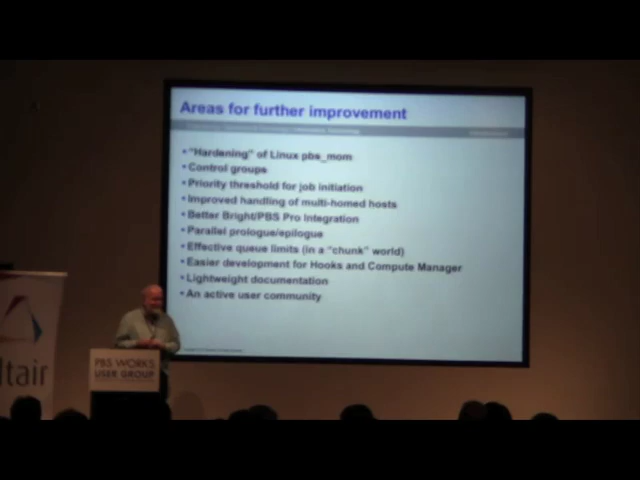 Areas for further improvement
• "Hardening" of Linux pbs_mom
• Control groups
• Priority threshold for job initiation
• Improved handling of multi-homed hosts
• Better Bright/PBS Pro Integration
• Parallel prologue/epilogue
• Effective queue limits (in a "chunk" world)
• Easier development for Hooks and Compute Manager
• Lightweight documentation
• An active user community
ltair
PBS WORKS
USER GROUP